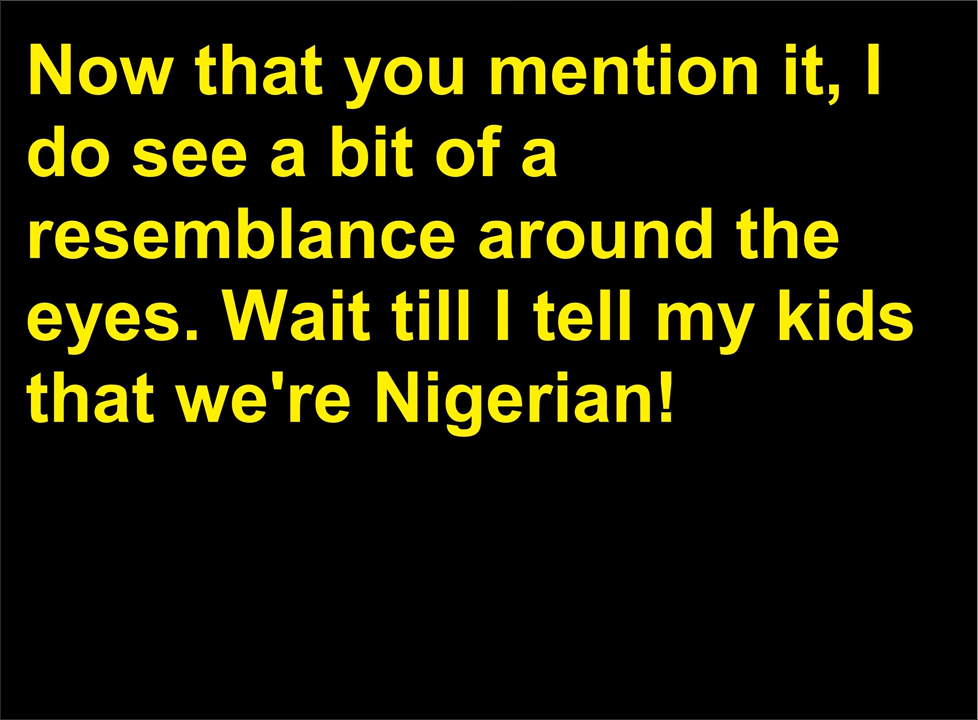 Now that you mention it, I
do see a bit of a
resemblance around the
eyes. Wait till I tell my kids
that we're Nigerian!